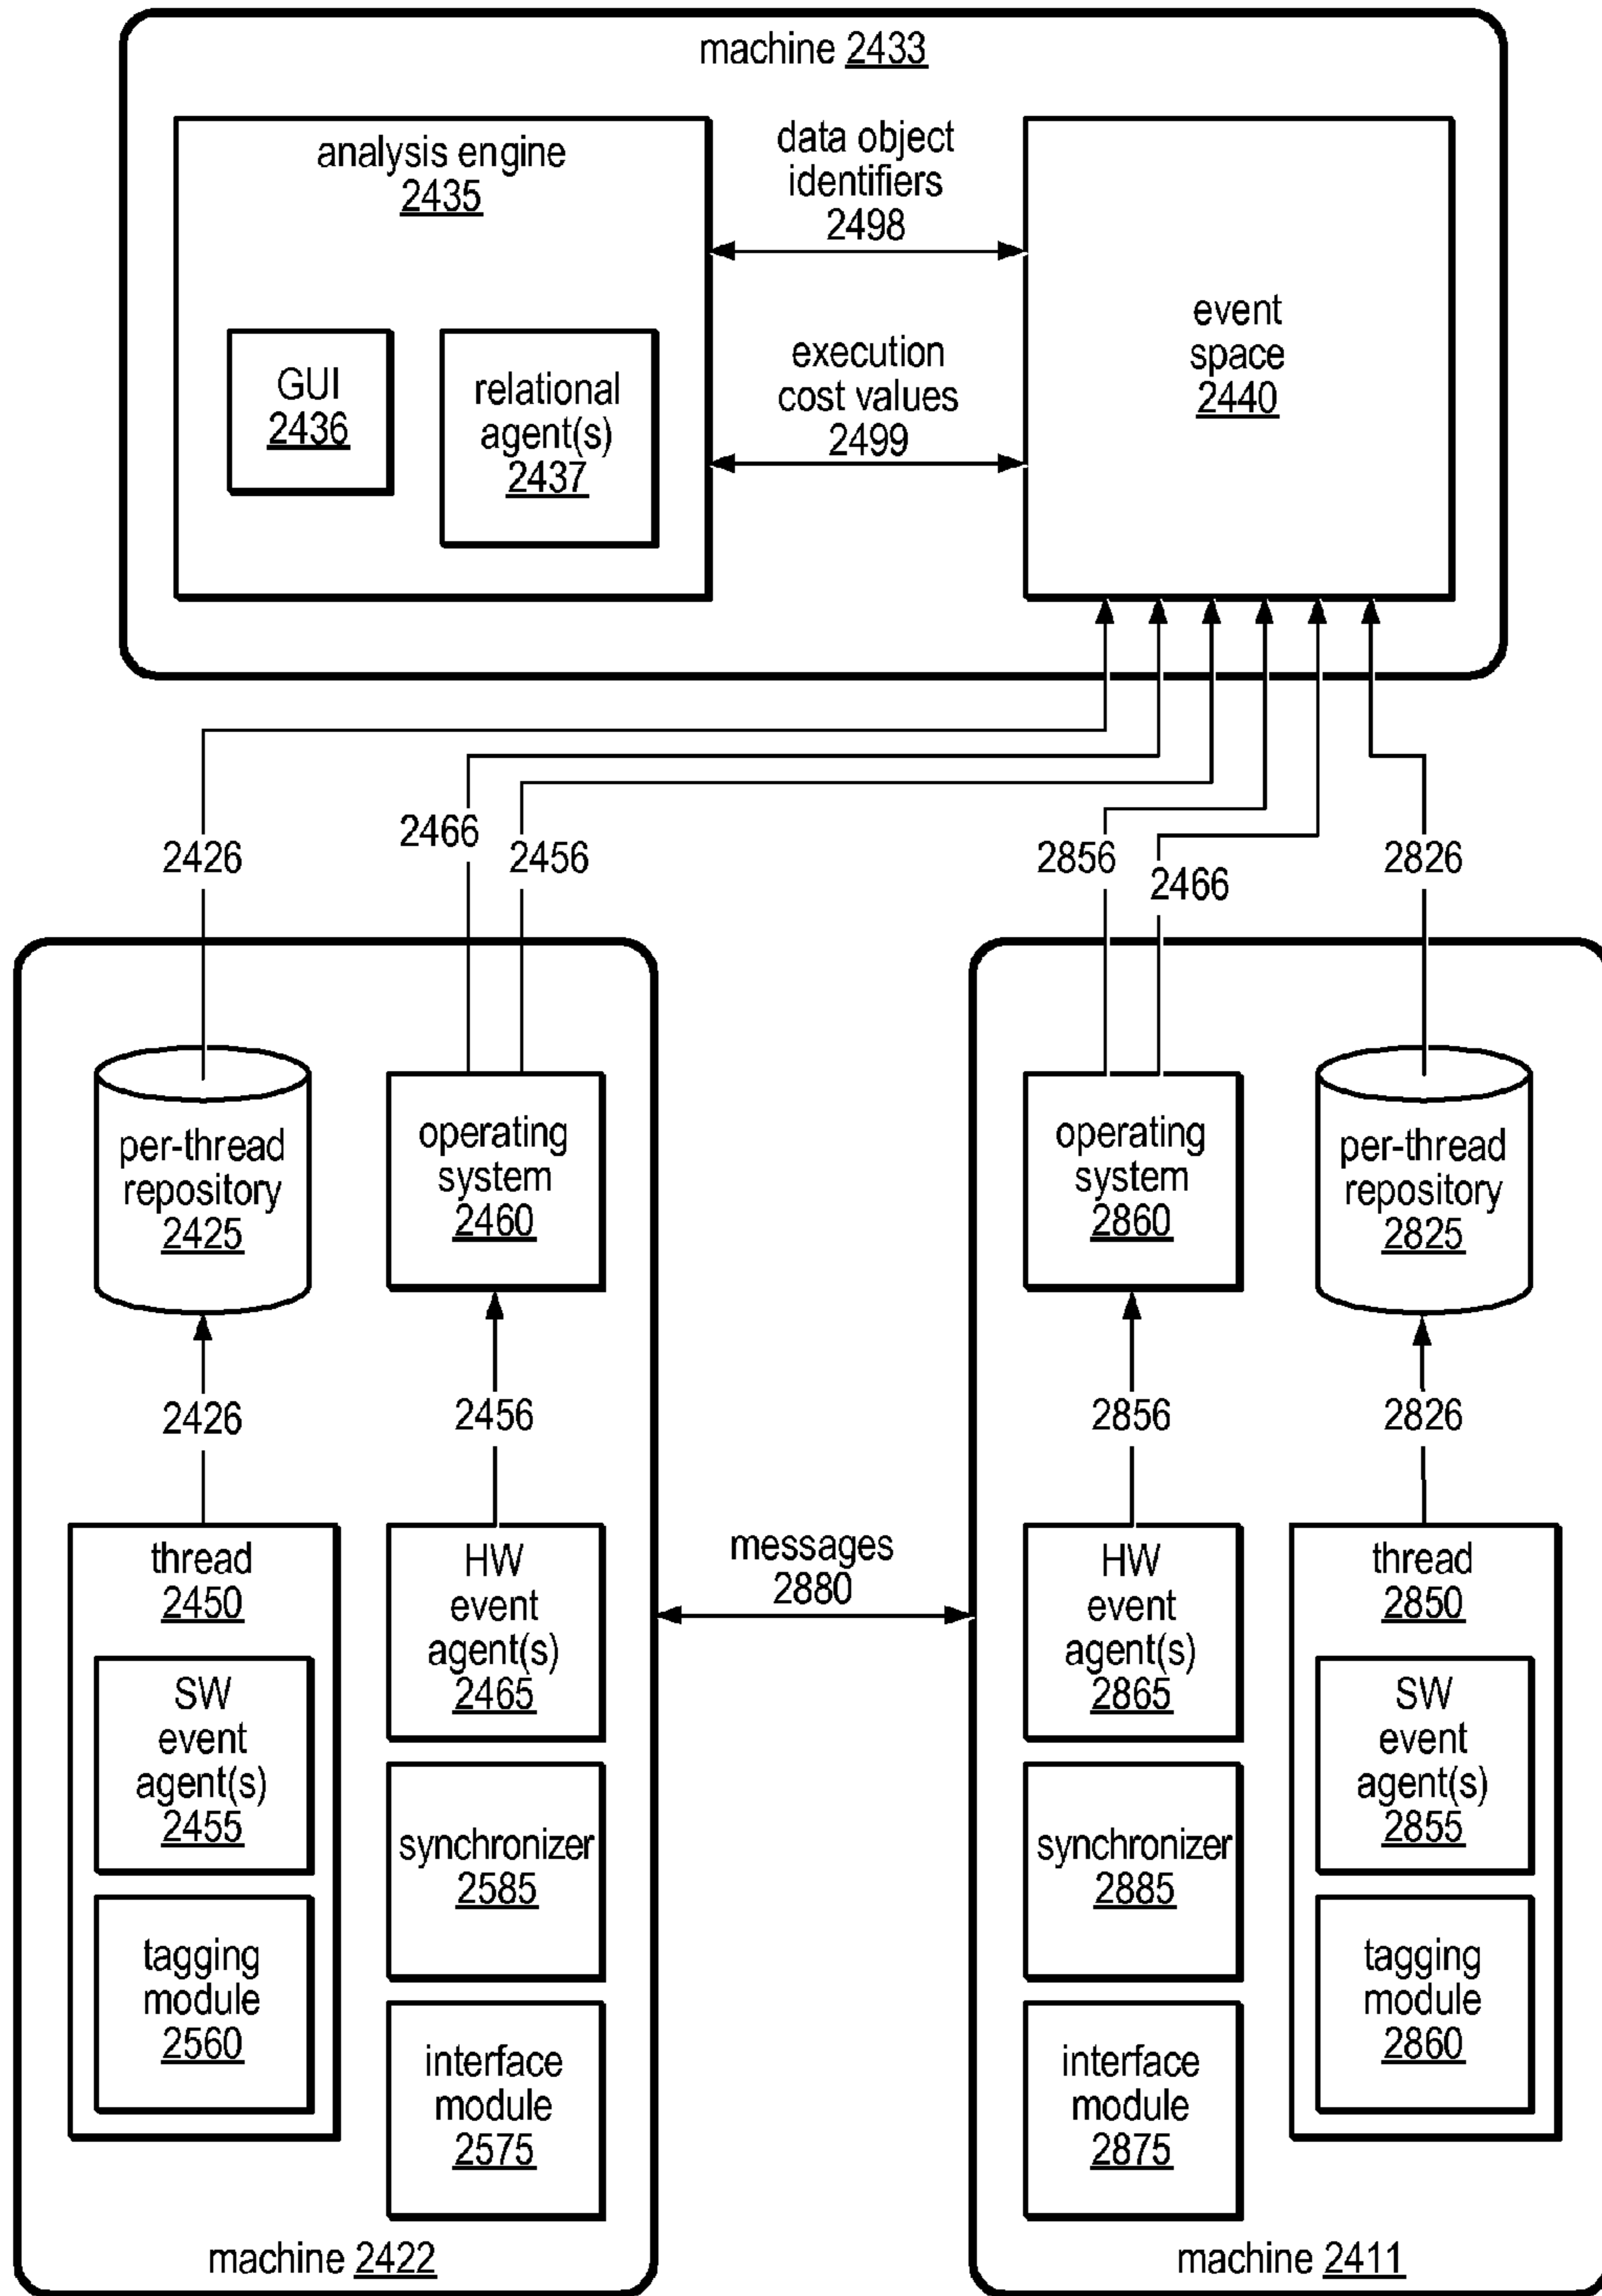 machine 2433
analysis engine
2435
GUI
2436
relational
agent(s)
2437
data object
identifiers
2498
execution
cost values
2499
event
space
2440
2426
2466
2456
2856
2466
2826
per-thread
repository
2425
operating
system
2460
operating
system
2860
per-thread
repository
2825
2426
2456
2856
2826
thread
2450
SW
event
agent(s)
2455
tagging
module
2560
HW
event
agent(s)
2465
synchronizer
2585
interface
module
2575
machine 2422
messages
2880
HW
event
agent(s)
2865
synchronizer
2885
interface
module
2875
thread
2850
SW
event
agent(s)
2855
tagging
module
2860
machine 2411